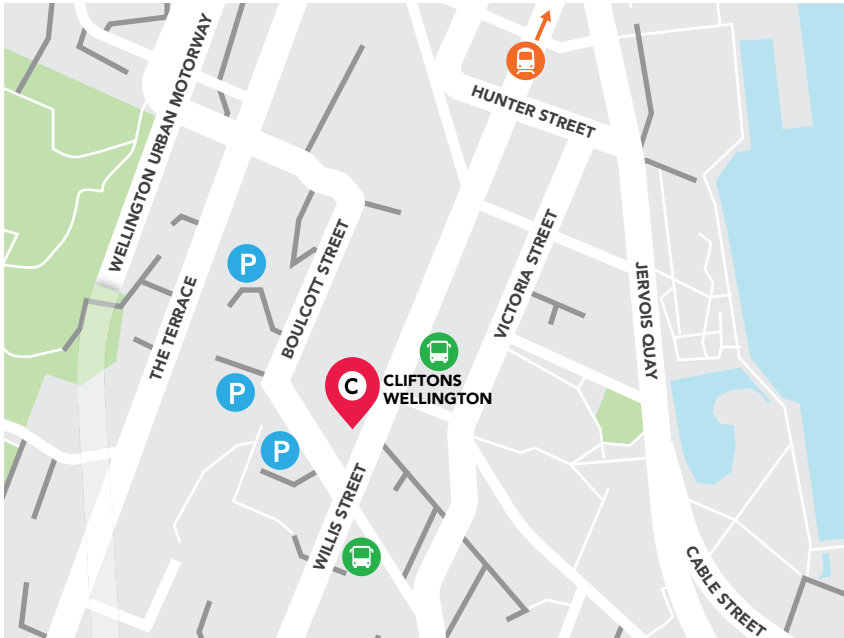 WELLINGTON URBAN MOTORWAY
HUNTER STREET
THE TERRACE
BOULCOTT STREET
VICTORIA STREET
JERVOIS QUAY
P
P
P
C
CLIFTONS
WELLINGTON
WILLIS STREET
CABLE STREET